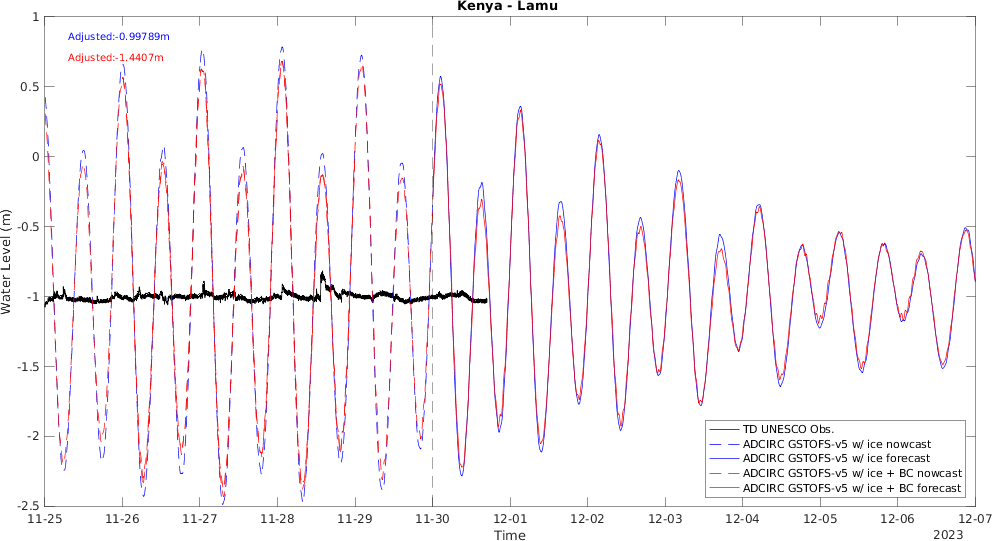 Kenya - Lamu
Adjusted:-0.99789m
Adjusted:-1.4407m
Water Level (m)
1
0.5
0
-0.5
-1
-1.5
-2
-2.5
TD UNESCO Obs.
ADCIRC GSTOFS-v5 w/ ice nowcast
ADCIRC GSTOFS-v5 w/ ice forecast
ADCIRC GSTOFS-v5 w/ ice + BC nowcast
ADCIRC GSTOFS-v5 w/ ice + BC forecast
11-25 11-26 11-27 11-28 11-29 11-30 12-01 12-02 12-03 12-04 12-05 12-06 12-07
Time
2023